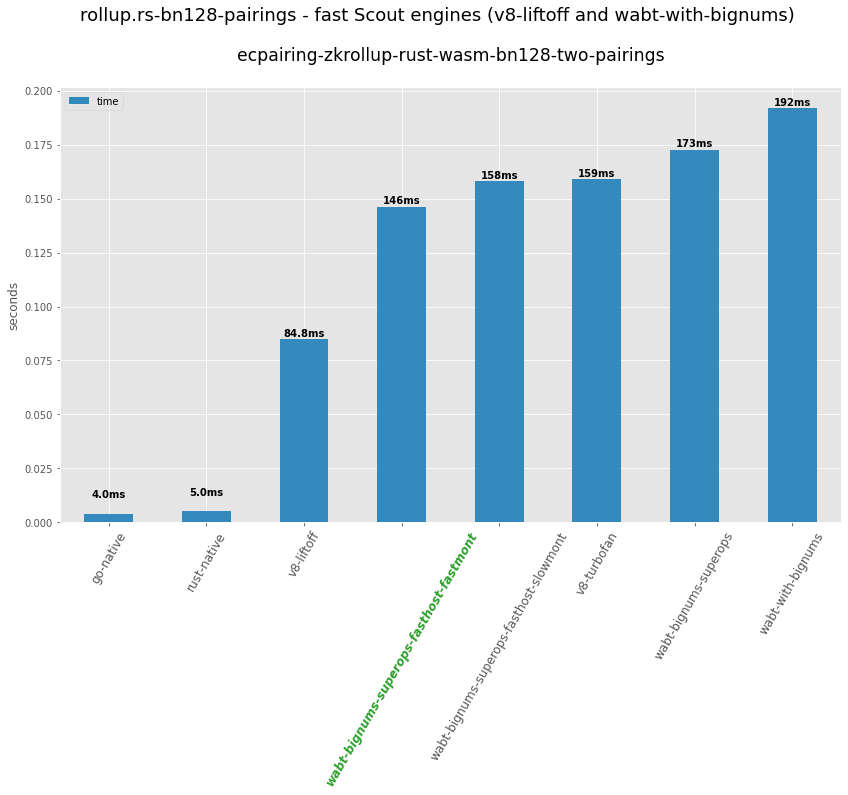 rollup.rs-bn128-pairings - fast Scout engines (v8-liftoff and wabt-with-bignums)
ecpairing-zkrollup-rust-wasm-bn128-two-pairings
time
seconds
0.200
0.175
0.150
0.125
0.100
0.075
0.050
0.025
0.000
4.0ms
5.0ms
84.8ms
146ms
158ms
159ms
173ms
192ms
go-native
rust-native
v8-liftoff
wabt-bignums-superops-fasthost-fastmont
wabt-bignums-superops-fasthost-slowmont
v8-turbofan
wabt-bignums-superops
wabt-with-bignums